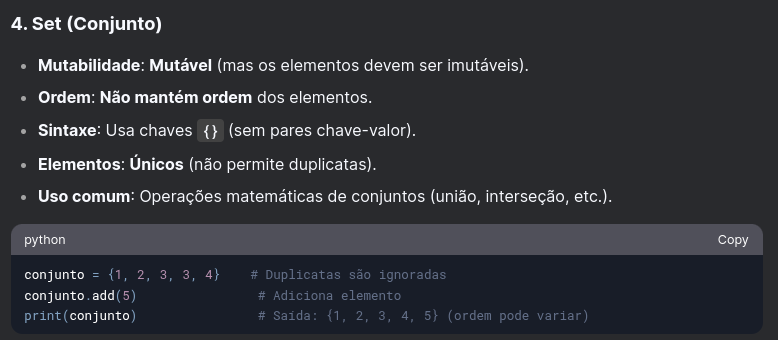 4. Set (Conjunto)
• Mutabilidade: Mutável (mas os elementos devem ser imutáveis).
• Ordem: Não mantém ordem dos elementos.
• Sintaxe: Usa chaves {} (sem pares chave-valor).
• Elementos: Únicos (não permite duplicatas).
• Uso comum: Operações matemáticas de conjuntos (união, interseção, etc.).
python Copy
conjunto = {1, 2, 3, 3, 4}    # Duplicatas são ignoradas
conjunto.add(5)                # Adiciona elemento
print(conjunto)                # Saída: {1, 2, 3, 4, 5} (ordem pode variar)